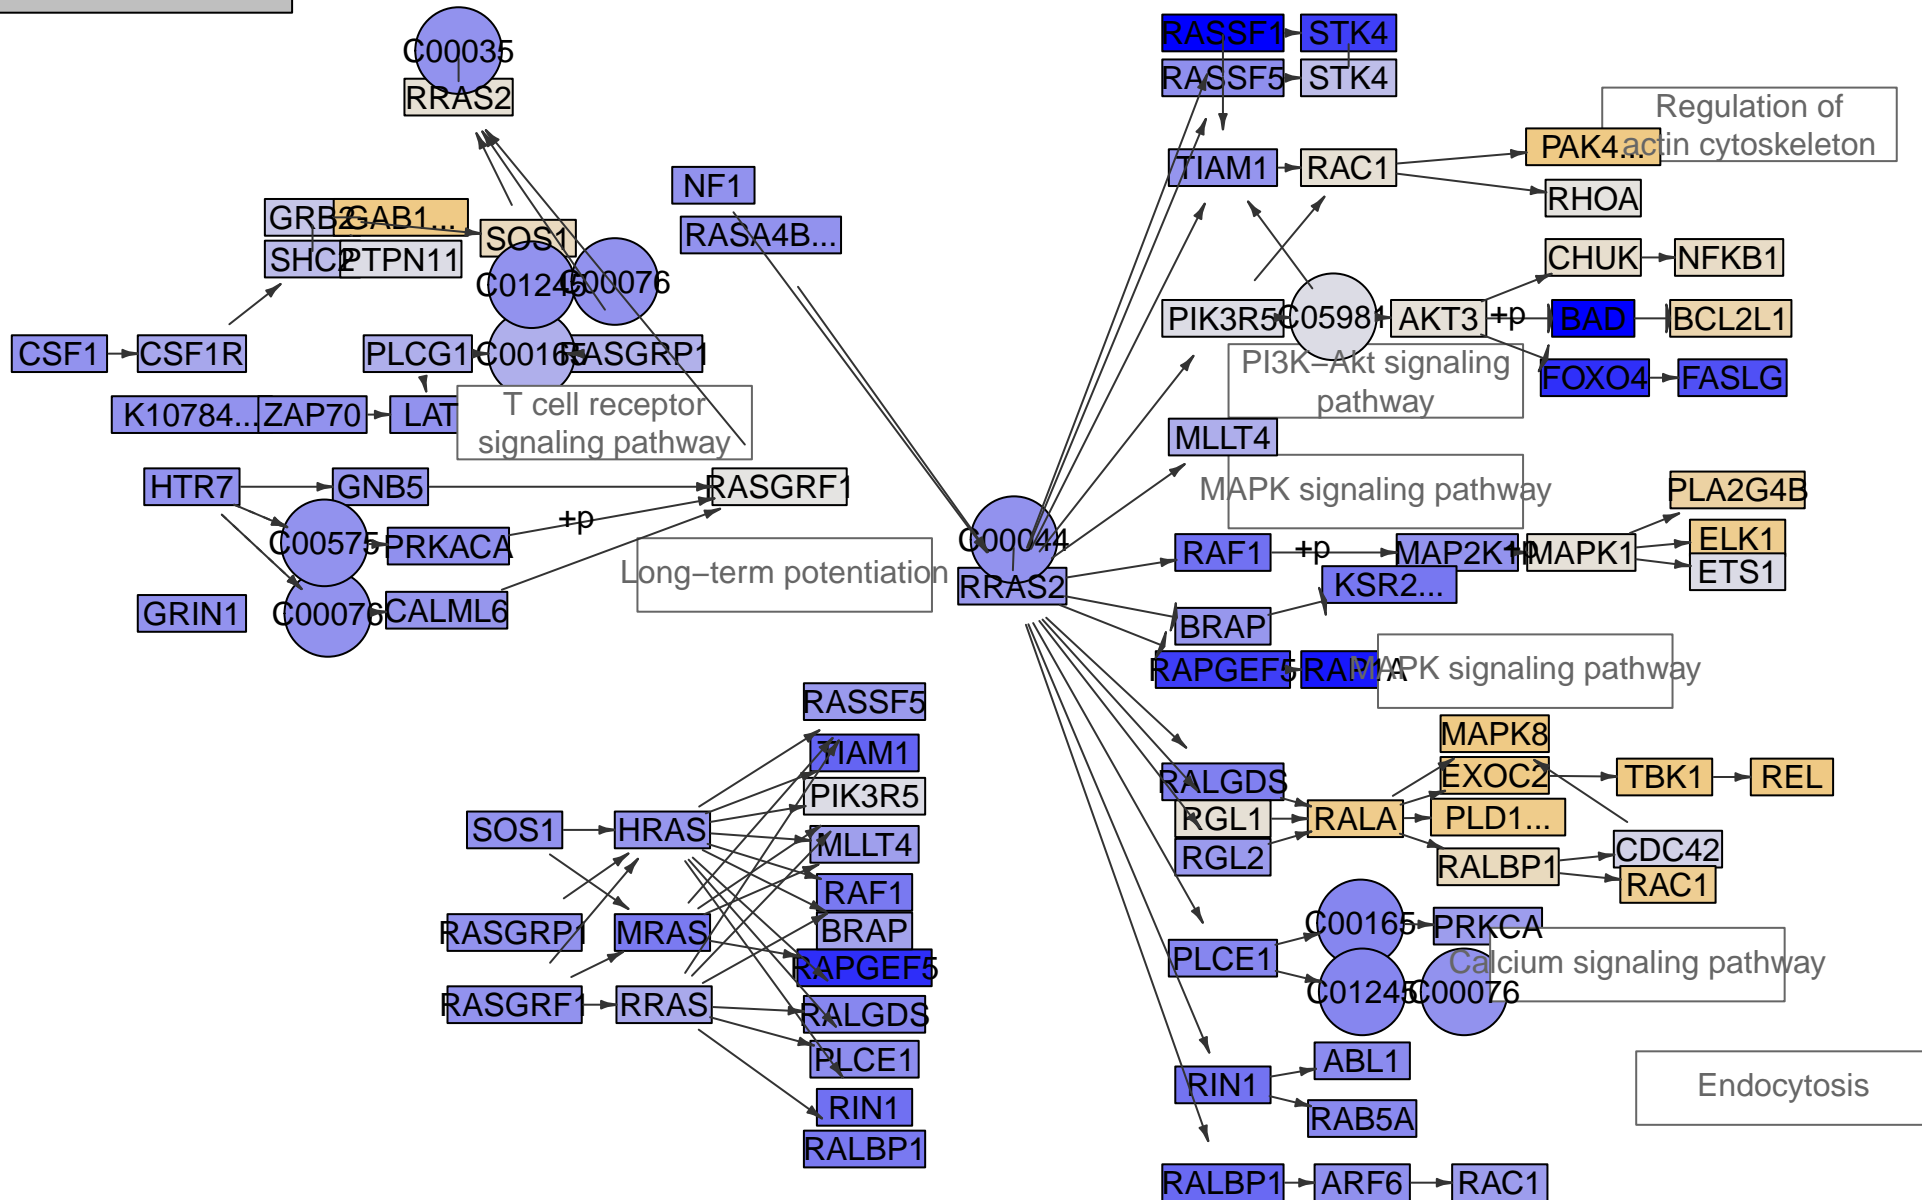 C00035
RRAS2
NF1
RASA4B...
GRB2
GAB1...
SOS1
SHC2
PTPN11
C01245
C00076
CSF1
CSF1R
PLCG1
C00165
RASGRP1
K10784...
ZAP70
LAT
T cell receptor
signaling pathway
HTR7
GNB5
RASGRF1
C00575
PRKACA
+p
GRIN1
C00076
CALML6
Long−term potentiation
C00044
RRAS2
RASSF1
STK4
RASSF5
STK4
Regulation of
actin cytoskeleton
PAK4...
TIAM1
RAC1
RHOA
CHUK
NFKB1
PIK3R5
C05981
AKT3
+p
BAD
BCL2L1
PI3K−Akt signaling
pathway
FOXO4
FASLG
MLLT4
MAPK signaling pathway
PLA2G4B
RAF1
+p
MAP2K1
+p
MAPK1
ELK1
ETS1
KSR2...
BRAP
RAPGEF5
RAP1A
MAPK signaling pathway
RASSF5
TIAM1
PIK3R5
SOS1
HRAS
MLLT4
RAF1
RASGRP1
MRAS
BRAP
RAPGEF5
RASGRF1
RRAS
RALGDS
PLCE1
RIN1
RALBP1
MAPK8
RALGDS
EXOC2
TBK1
REL
RGL1
RALA
PLD1...
RGL2
RALBP1
CDC42
RAC1
C00165
PRKCA
PLCE1
Calcium signaling pathway
C01245
C00076
ABL1
RIN1
Endocytosis
RAB5A
RALBP1
ARF6
RAC1